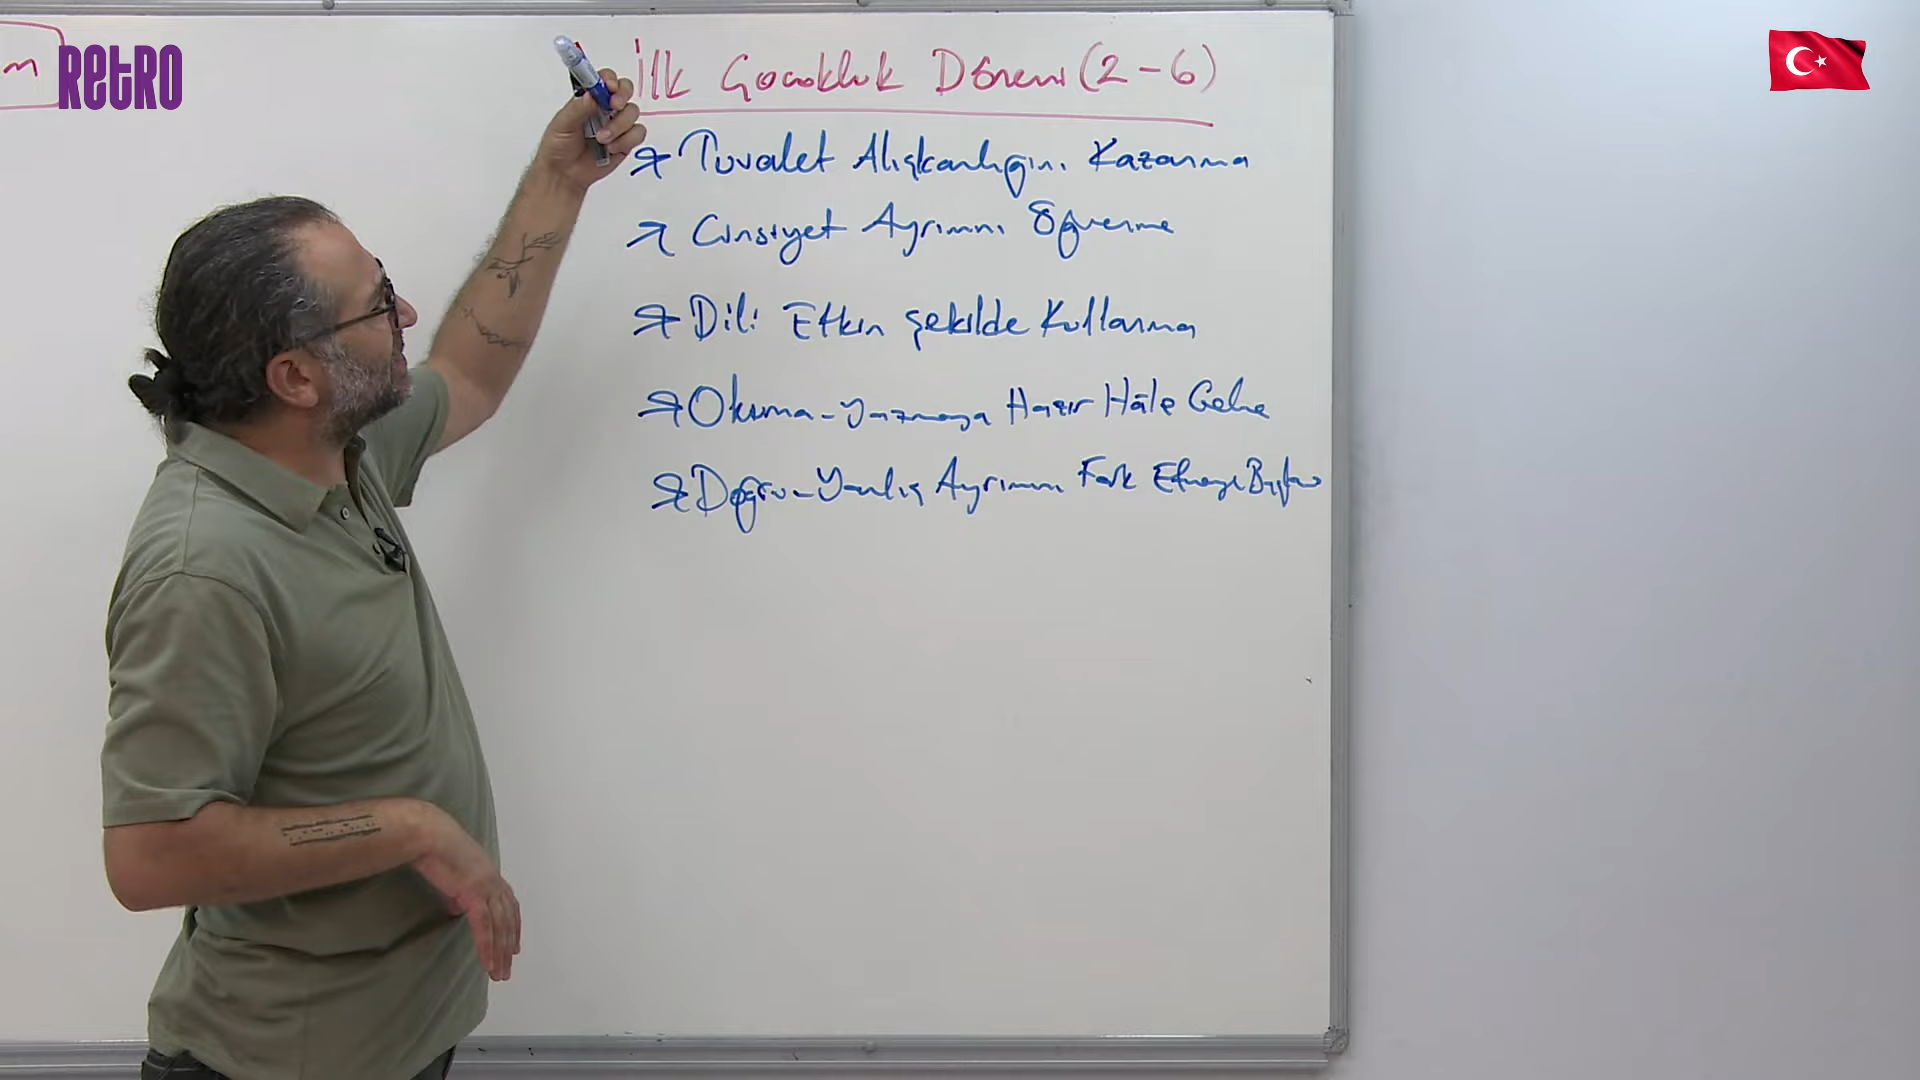 m
RETRO
İlk Çocukluk Dönemi (2-6)
Tuvalet Alışkanlığını Kazanma
Cinsiyet Ayrımını Öğrenme
Dili Etkin Şekilde Kullanma
Okuma-Yazmaya Hazır Hâle Gelme
Doğru-Yanlış Ayrımını Fark Etmeye Başlama